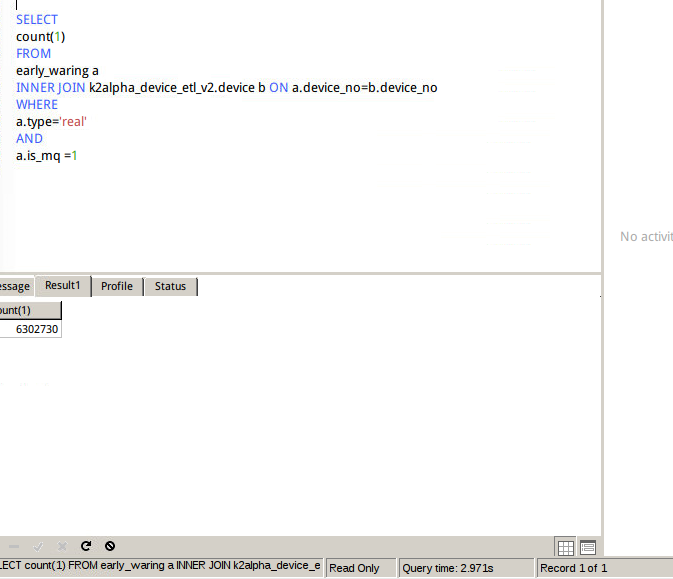 SELECT
count(1)
FROM
early_waring a
INNER JOIN k2alpha_device_etl_v2.device b ON a.device_no=b.device_no
WHERE
a.type='real'
AND
a.is_mq =1
No activit
essage Result1 Profile Status
ount(1)
6302730
LECT count(1) FROM early_waring a INNER JOIN k2alpha_device_e Read Only Query time: 2.971s Record 1 of 1